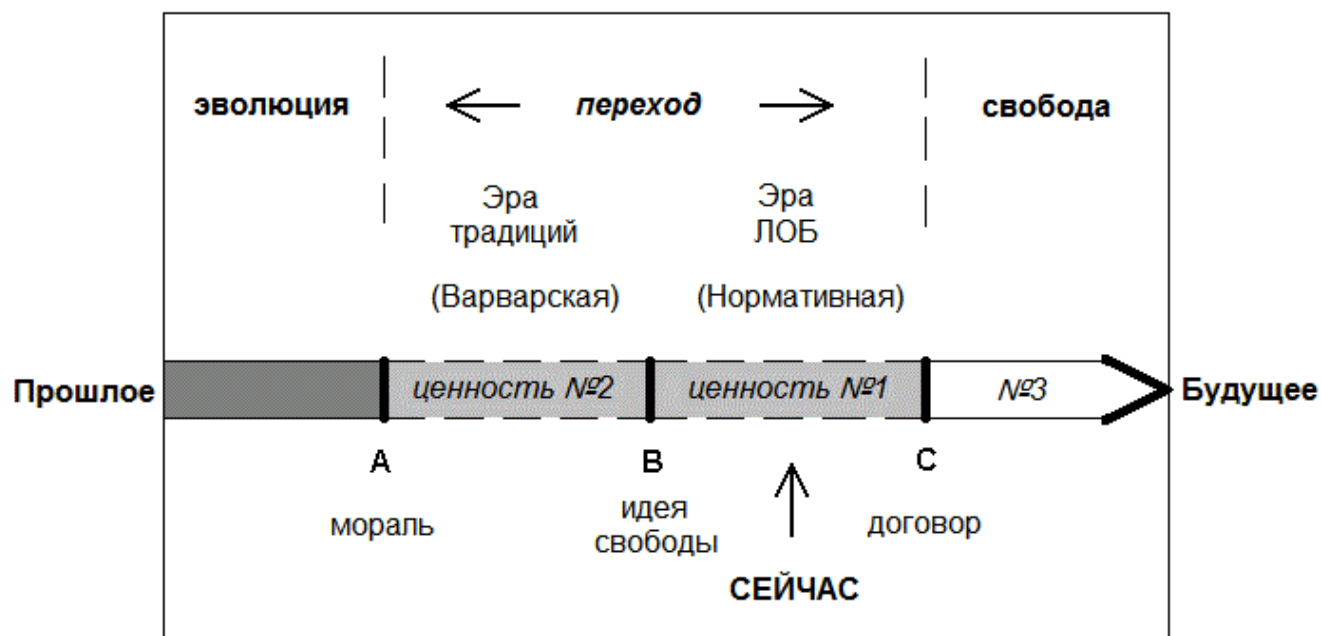 эволюция
переход
свобода
Эра
традиций
Эра
ЛОБ
(Варварская)
(Нормативная)
Прошлое
ценность №2
ценность №1
№3
Будущее
A
B
C
мораль
идея
свободы
договор
СЕЙЧАС